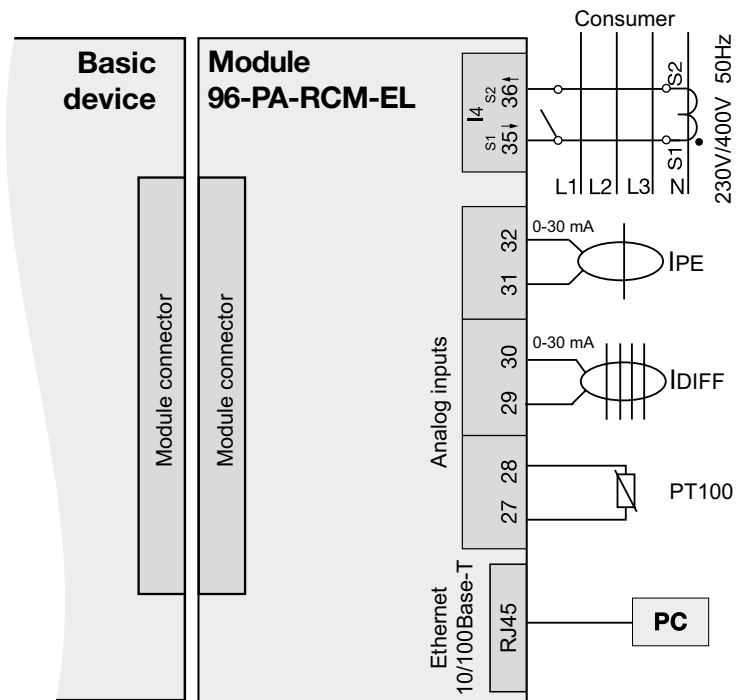 Consumer
Basic
device
Module
96-PA-RCM-EL
Module connector
Module connector
I4
S2
36
S1
35
S2
S1
L1
L2
L3
N
230V/400V 50Hz
Analog inputs
32
31
0-30 mA
IPE
30
29
0-30 mA
IDIFF
28
27
PT100
Ethernet
10/100Base-T
RJ45
PC